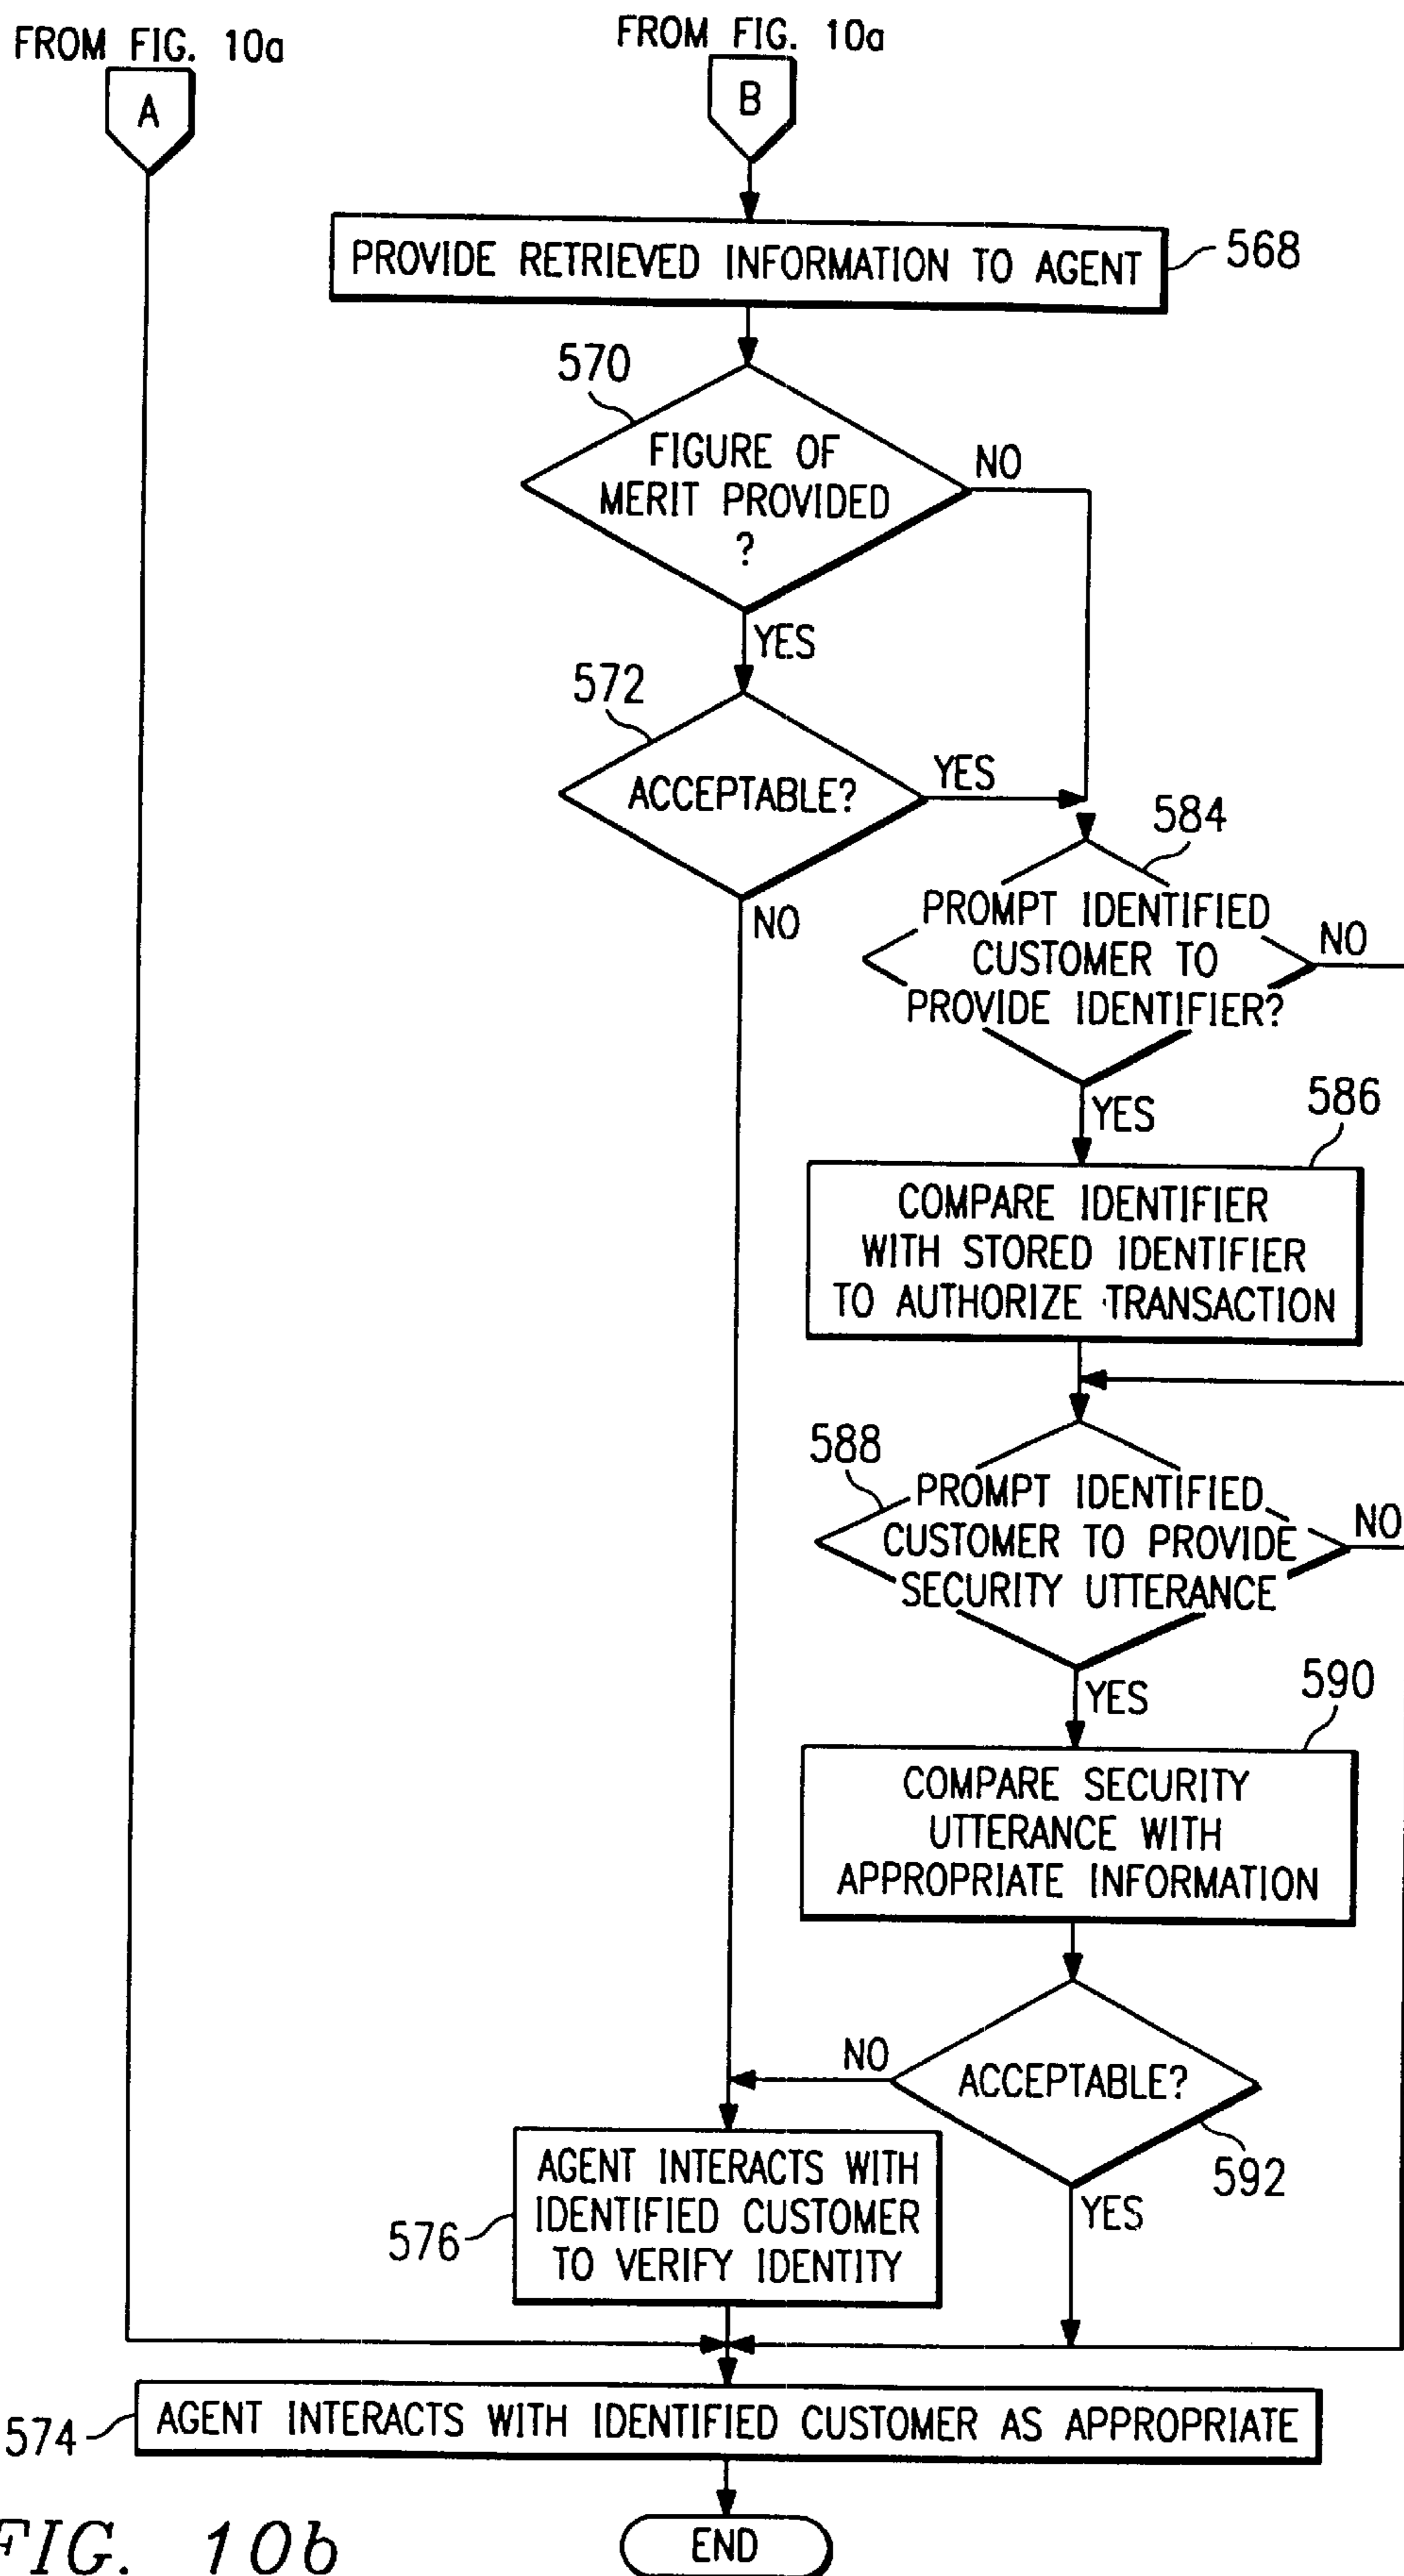 FROM FIG. 10a
FROM FIG. 10a
A
B
PROVIDE RETRIEVED INFORMATION TO AGENT
568
570
FIGURE OF
MERIT PROVIDED
?
NO
YES
572
ACCEPTABLE?
YES
NO
584
PROMPT IDENTIFIED
CUSTOMER TO
PROVIDE IDENTIFIER?
NO
YES
586
COMPARE IDENTIFIER
WITH STORED IDENTIFIER
TO AUTHORIZE TRANSACTION
588
PROMPT IDENTIFIED
CUSTOMER TO PROVIDE
SECURITY UTTERANCE
NO
YES
590
COMPARE SECURITY
UTTERANCE WITH
APPROPRIATE INFORMATION
NO
ACCEPTABLE?
592
YES
576
AGENT INTERACTS WITH
IDENTIFIED CUSTOMER
TO VERIFY IDENTITY
574
AGENT INTERACTS WITH IDENTIFIED CUSTOMER AS APPROPRIATE
END
FIG. 10b